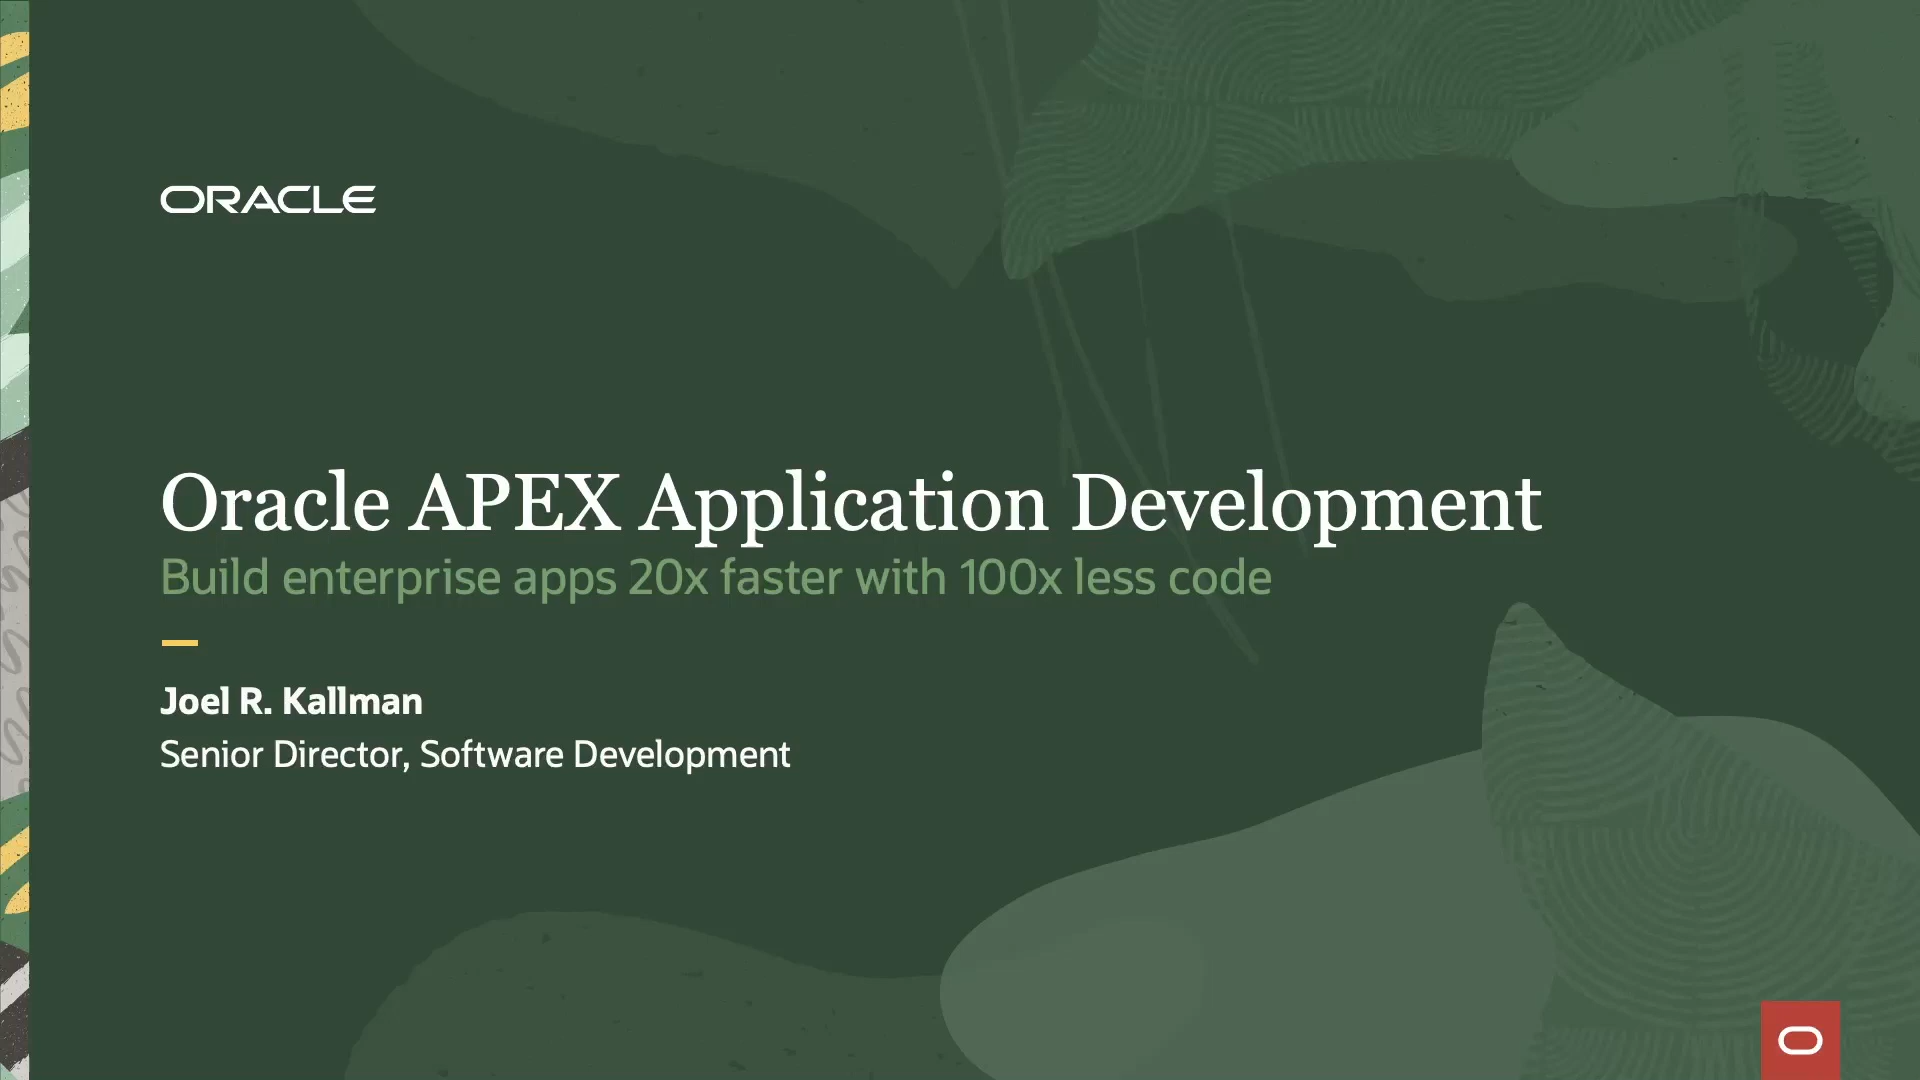 ORACLE
Oracle APEX Application Development
Build enterprise apps 20x faster with 100x less code
Joel R. Kallman
Senior Director, Software Development